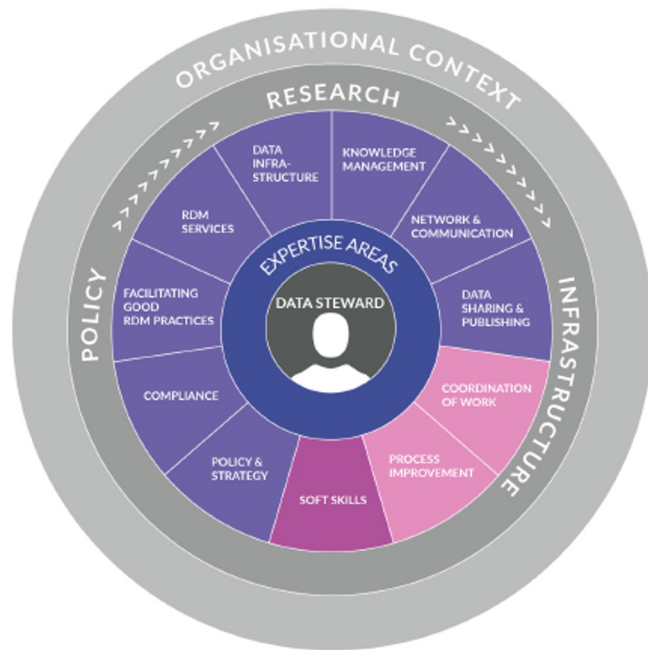 ORGANISATIONAL CONTEXT
RESEARCH
>>>>>>>>>>
>>>>>>>>>>
POLICY
INFRASTRUCTURE
DATA
INFRA-
STRUCTURE
KNOWLEDGE
MANAGEMENT
RDM
SERVICES
NETWORK &
COMMUNICATION
EXPERTISE AREAS
DATA STEWARD
FACILITATING
GOOD
RDM PRACTICES
DATA
SHARING &
PUBLISHING
COMPLIANCE
COORDINATION
OF WORK
POLICY &
STRATEGY
PROCESS
IMPROVEMENT
SOFT SKILLS